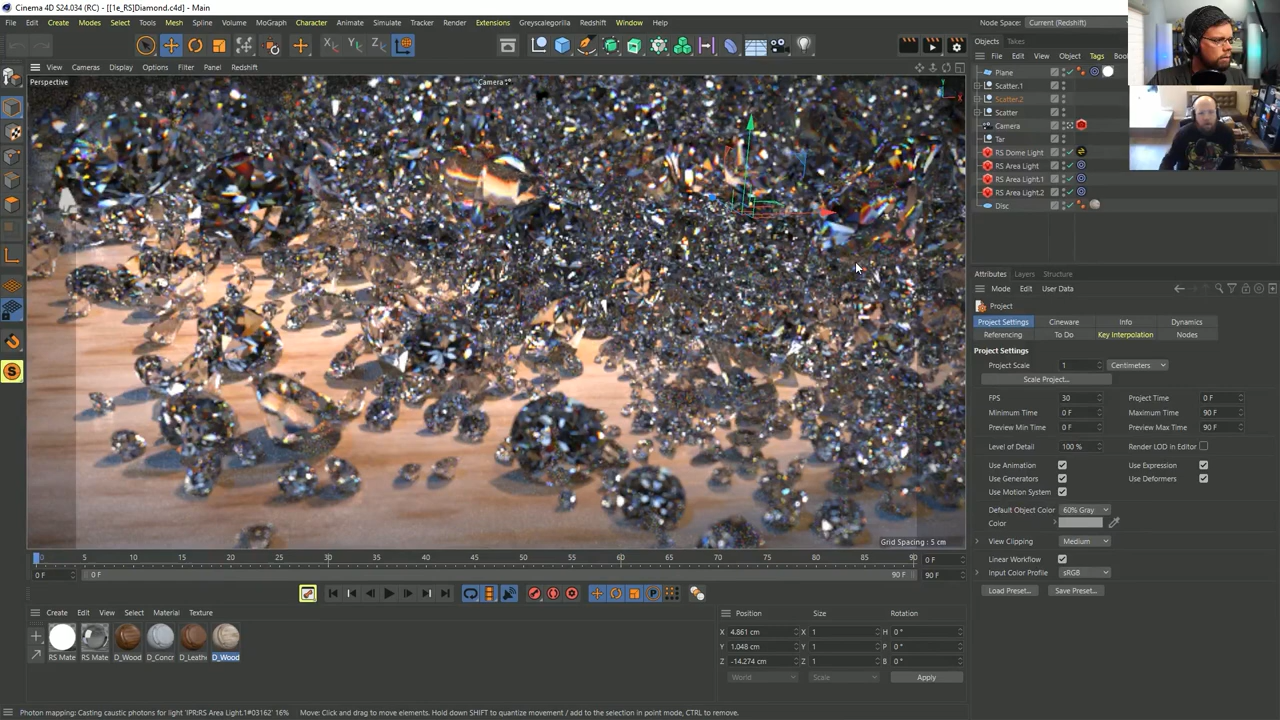 Cinema 4D S24.034 (RC) - [[1e_RS]Diamond.c4d] - Main
File Edit Create Modes Select Tools Mesh Spline Volume MoGraph Character Animate Simulate Tracker Render Extensions Greyscalegorilla Redshift Window Help
Node Space: Current (Redshift)
Objects Takes
File Edit View Object Tags
View Cameras Display Options Filter Panel Redshift
Perspective
Camera
Plane
Scatter.1
Scatter.2
Scatter
Camera
Tar
RS Dome Light
RS Area Light
RS Area Light.1
RS Area Light.2
Disc
Attributes Layers Structure
Mode Edit User Data
Project
Project Settings Cineware Info Dynamics
Referencing To Do Key Interpolation Nodes
Project Settings
Project Scale 1 Centimeters
Scale Project...
FPS 30 Project Time 0 F
Minimum Time 0 F Maximum Time 90 F
Preview Min Time 0 F Preview Max Time 90 F
Level of Detail 100 % Render LOD in Editor
Use Animation Use Expression
Use Generators Use Deformers
Use Motion System
Default Object Color 60% Gray
Color
View Clipping Medium
Linear Workflow
Input Color Profile sRGB
Load Preset... Save Preset...
Grid Spacing : 5 cm
0 5 10 15 20 25 30 35 40 45 50 55 60 65 70 75 80 85 90 0 F
0 F 0 F 90 F 90 F
Create Edit View Select Material Texture
RS Mate RS Mate D_Wood D_Concr D_Leath D_Wood
Position Size Rotation
X 4.861 cm X 1 H 0 °
Y 1.048 cm Y 1 P 0 °
Z -14.274 cm Z 1 B 0 °
World Scale Apply
Photon mapping: Casting caustic photons for light 'IPR:RS Area Light.1#03162' 16% Move: Click and drag to move elements. Hold down SHIFT to quantize movement / add to the selection in point mode, CTRL to remove.